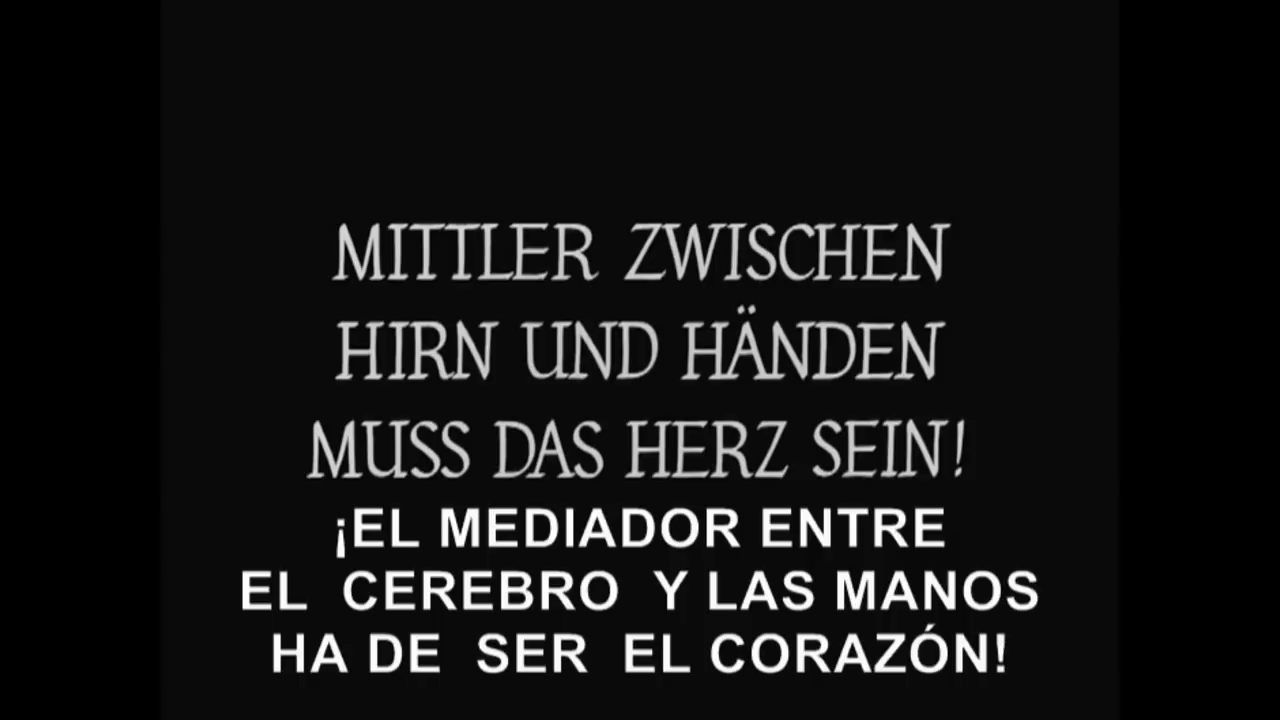 MITTLER ZWISCHEN
HIRN UND HÄNDEN
MUSS DAS HERZ SEIN!
¡EL MEDIADOR ENTRE
EL CEREBRO Y LAS MANOS
HA DE SER EL CORAZÓN!